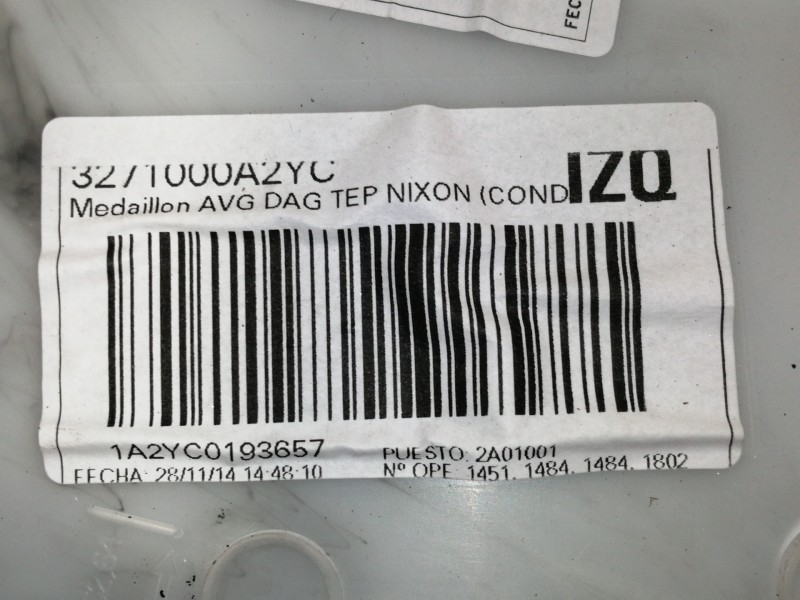 FEC
3271000A2YC IZQ
Medaillon AVG DAG TEP NIXON (COND
1A2YC0193657 PUESTO: 2A01001
FECHA: 28/11/14 14:48:10 Nº OPE: 1451, 1484, 1484, 1802